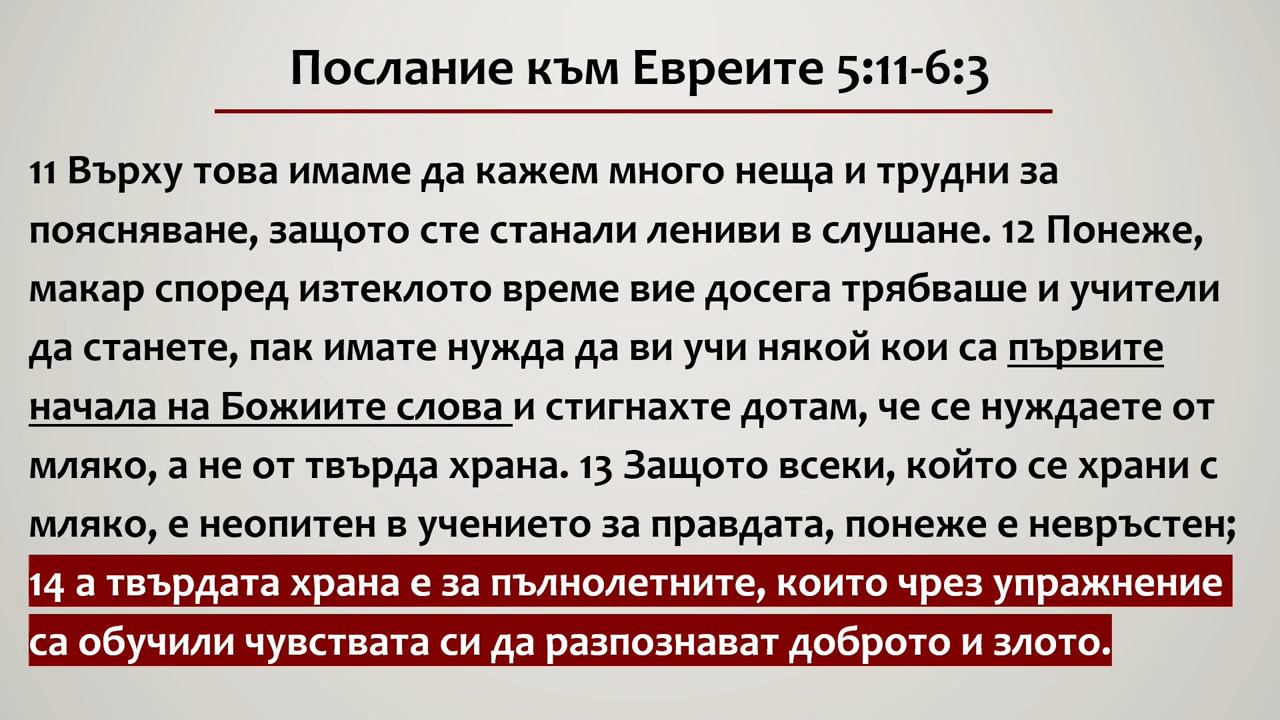 Послание към Евреите 5:11-6:3
11 Върху това имаме да кажем много неща и трудни за
поясняване, защото сте станали лениви в слушане. 12 Понеже,
макар според изтеклото време вие досега трябваше и учители
да станете, пак имате нужда да ви учи някой кои са първите
начала на Божиите слова и стигнахте дотам, че се нуждаете от
мляко, а не от твърда храна. 13 Защото всеки, който се храни с
мляко, е неопитен в учението за правдата, понеже е невръстен;
14 а твърдата храна е за пълнолетните, които чрез упражнение
са обучили чувствата си да разпознават доброто и злото.